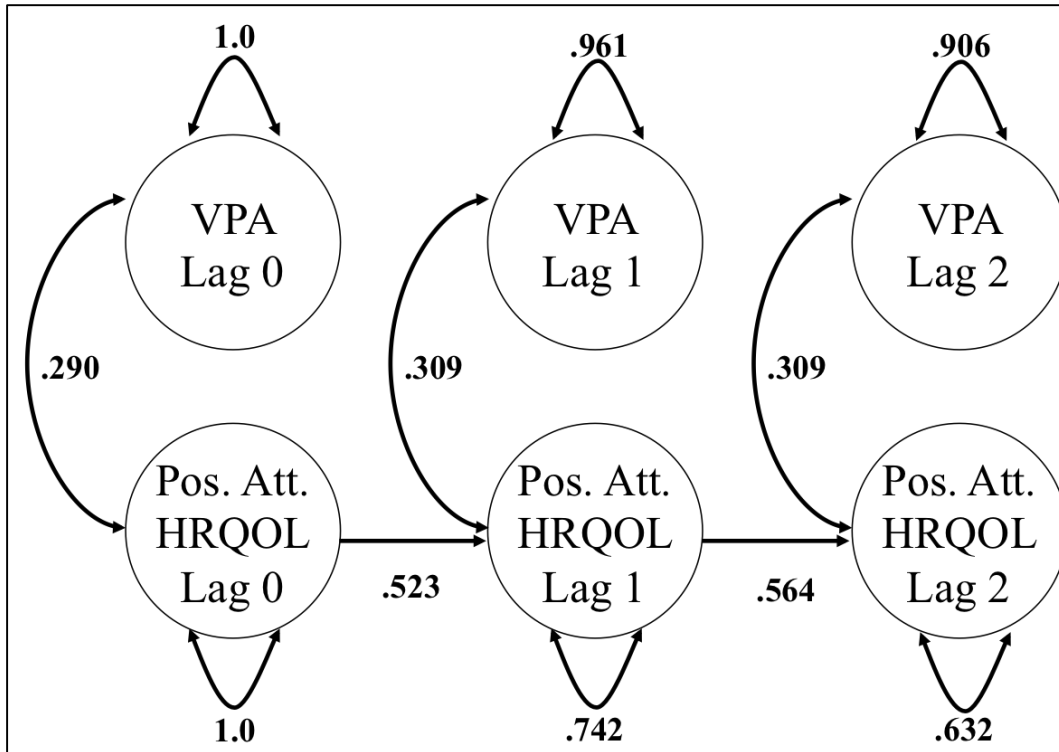 1.0
.961
.906
VPA
Lag 0
VPA
Lag 1
VPA
Lag 2
.290
.309
.309
Pos. Att.
HRQOL
Lag 0
Pos. Att.
HRQOL
Lag 1
Pos. Att.
HRQOL
Lag 2
.523
.564
1.0
.742
.632